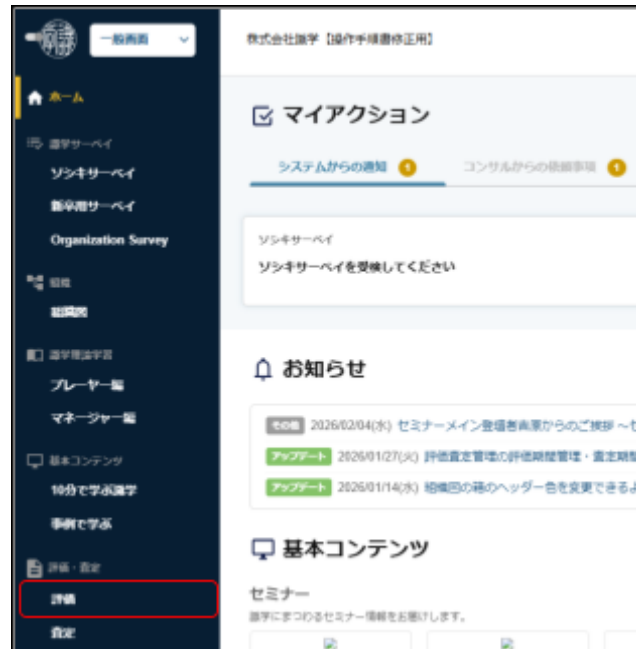 一般画面
株式会社識学【操作手順書修正用】
ホーム
マイアクション
識学サーベイ
システムからの通知 1
コンサルからの依頼事項 1
ソシキサーベイ
新卒用サーベイ
Organization Survey
ソシキサーベイ
ソシキサーベイを受検してください
組織
組織図
識学理論学習
お知らせ
プレーヤー編
マネージャー編
その他 2026/02/04(水) セミナーメイン登壇者
アップデート 2026/01/27(火) 評価査定管理の評価期間管理・査定期間
アップデート 2026/01/14(水) 組織図の箱のヘッダー色を変更できるよ
基本コンテンツ
10分で学ぶ識学
事例で学ぶ
基本コンテンツ
評価・査定
評価
査定
セミナー
識学にまつわるセミナー情報をお届けします。